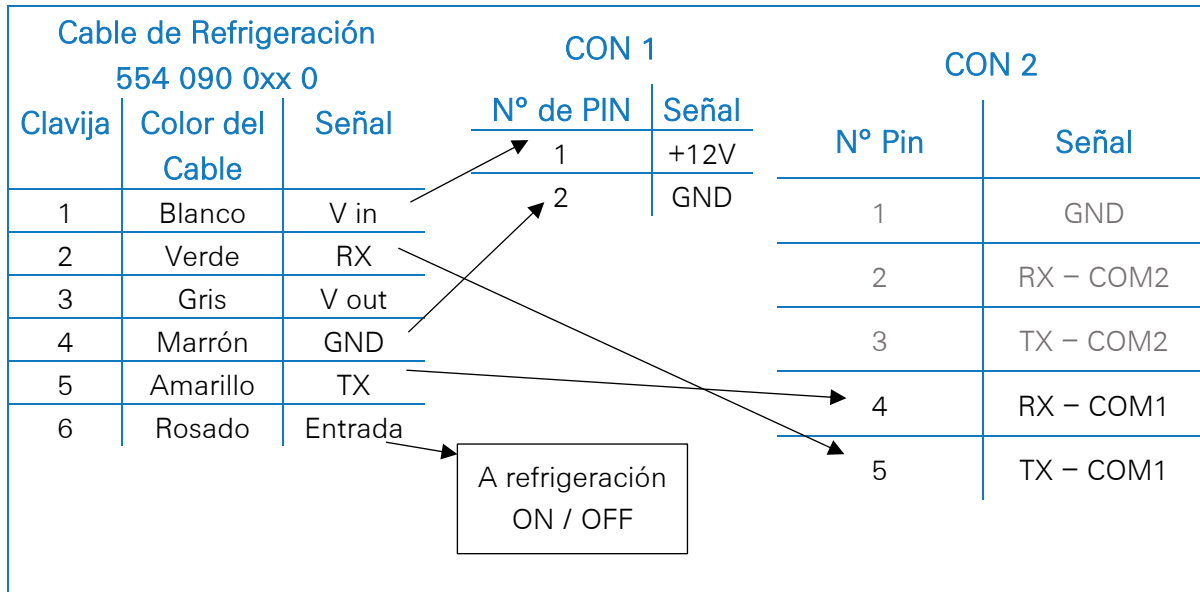 Cable de Refrigeración
554 090 0xx 0
Clavija Color del Cable Señal
1 Blanco V in
2 Verde RX
3 Gris V out
4 Marrón GND
5 Amarillo TX
6 Rosado Entrada
CON 1
Nº de PIN Señal
1 +12V
2 GND
CON 2
Nº Pin Señal
1 GND
2 RX – COM2
3 TX – COM2
4 RX – COM1
5 TX – COM1
A refrigeración
ON / OFF